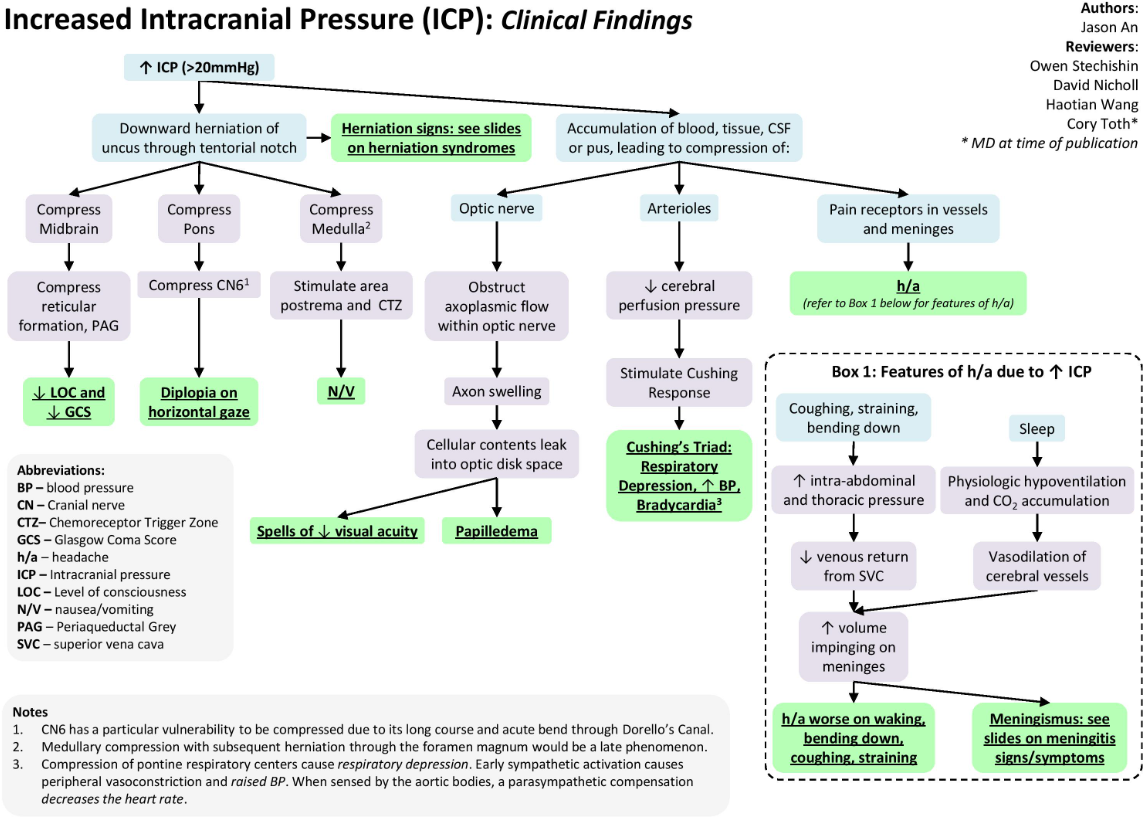 Increased Intracranial Pressure (ICP): Clinical Findings
Authors:
Jason An
Reviewers:
Owen Stechishin
David Nicholl
Haotian Wang
Cory Toth*
* MD at time of publication
↑ ICP (>20mmHg)
Downward herniation of
uncus through tentorial notch
Herniation signs: see slides
on herniation syndromes
Accumulation of blood, tissue, CSF
or pus, leading to compression of:
Compress
Midbrain
Compress
Pons
Compress
Medulla²
Optic nerve
Arterioles
Pain receptors in vessels
and meninges
Compress
reticular
formation, PAG
Compress CN6¹
Stimulate area
postrema and CTZ
Obstruct
axoplasmic flow
within optic nerve
↓ cerebral
perfusion pressure
h/a
(refer to Box 1 below for features of h/a)
↓ LOC and
↓ GCS
Diplopia on
horizontal gaze
N/V
Axon swelling
Stimulate Cushing
Response
Cellular contents leak
into optic disk space
Cushing's Triad:
Respiratory
Depression, ↑ BP,
Bradycardia³
Spells of ↓ visual acuity
Papilledema
Box 1: Features of h/a due to ↑ ICP
Coughing, straining,
bending down
Sleep
↑ intra-abdominal
and thoracic pressure
Physiologic hypoventilation
and CO₂ accumulation
↓ venous return
from SVC
Vasodilation of
cerebral vessels
↑ volume
impinging on
meninges
h/a worse on waking,
bending down,
coughing, straining
Meningismus: see
slides on meningitis
signs/symptoms
Abbreviations:
BP – blood pressure
CN – Cranial nerve
CTZ– Chemoreceptor Trigger Zone
GCS – Glasgow Coma Score
h/a – headache
ICP – Intracranial pressure
LOC – Level of consciousness
N/V – nausea/vomiting
PAG – Periaqueductal Grey
SVC – superior vena cava
Notes
1. CN6 has a particular vulnerability to be compressed due to its long course and acute bend through Dorello's Canal.
2. Medullary compression with subsequent herniation through the foramen magnum would be a late phenomenon.
3. Compression of pontine respiratory centers cause respiratory depression. Early sympathetic activation causes
peripheral vasoconstriction and raised BP. When sensed by the aortic bodies, a parasympathetic compensation
decreases the heart rate.